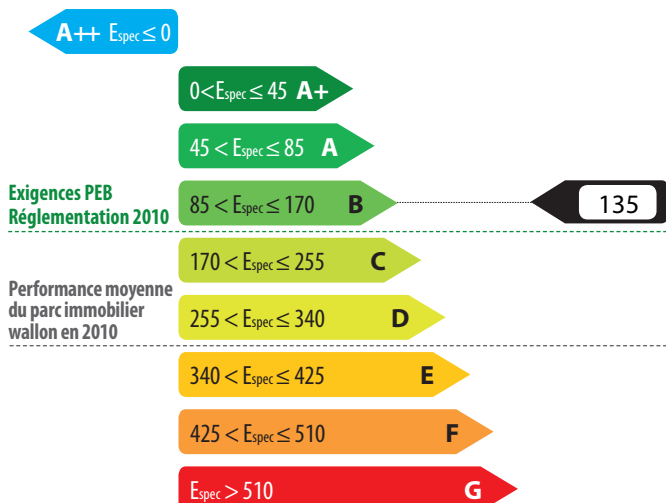 A++ Espec ≤ 0
0<Espec ≤ 45 A+
45 < Espec ≤ 85 A
Exigences PEB
Réglementation 2010
85 < Espec ≤ 170 B
135
170 < Espec ≤ 255 C
Performance moyenne
du parc immobilier
wallon en 2010
255 < Espec ≤ 340 D
340 < Espec ≤ 425 E
425 < Espec ≤ 510 F
Espec > 510 G